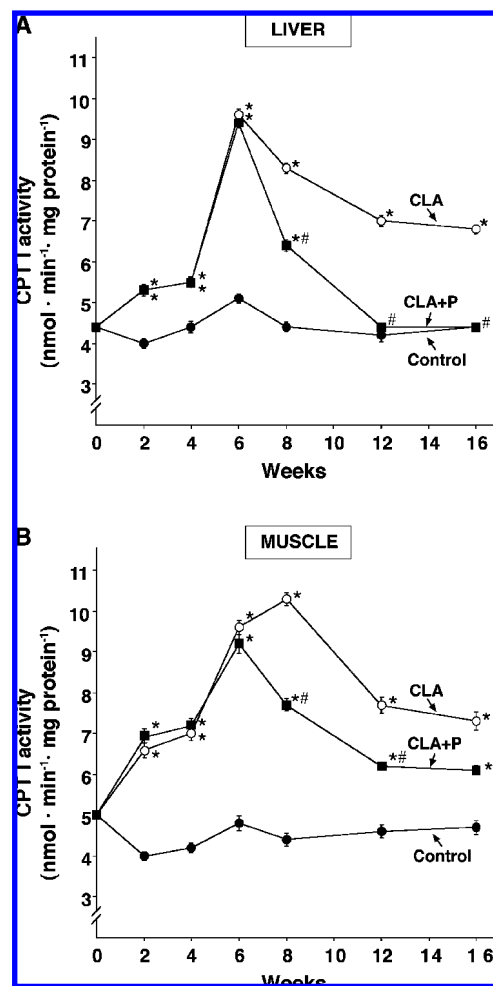 A
LIVER
CPT I activity
(nmol · min⁻¹· mg protein⁻¹)
11
10
9
8
7
6
5
4
3
* * * * * * * * *# * * # #
CLA
CLA+P
Control
0 2 4 6 8 10 12 14 16
Weeks
B
MUSCLE
CPT I activity
(nmol · min⁻¹· mg protein⁻¹)
11
10
9
8
7
6
5
4
3
* * * * * * * *# * *# * *
CLA
CLA+P
Control
0 2 4 6 8 10 12 14 1 6
Weeks